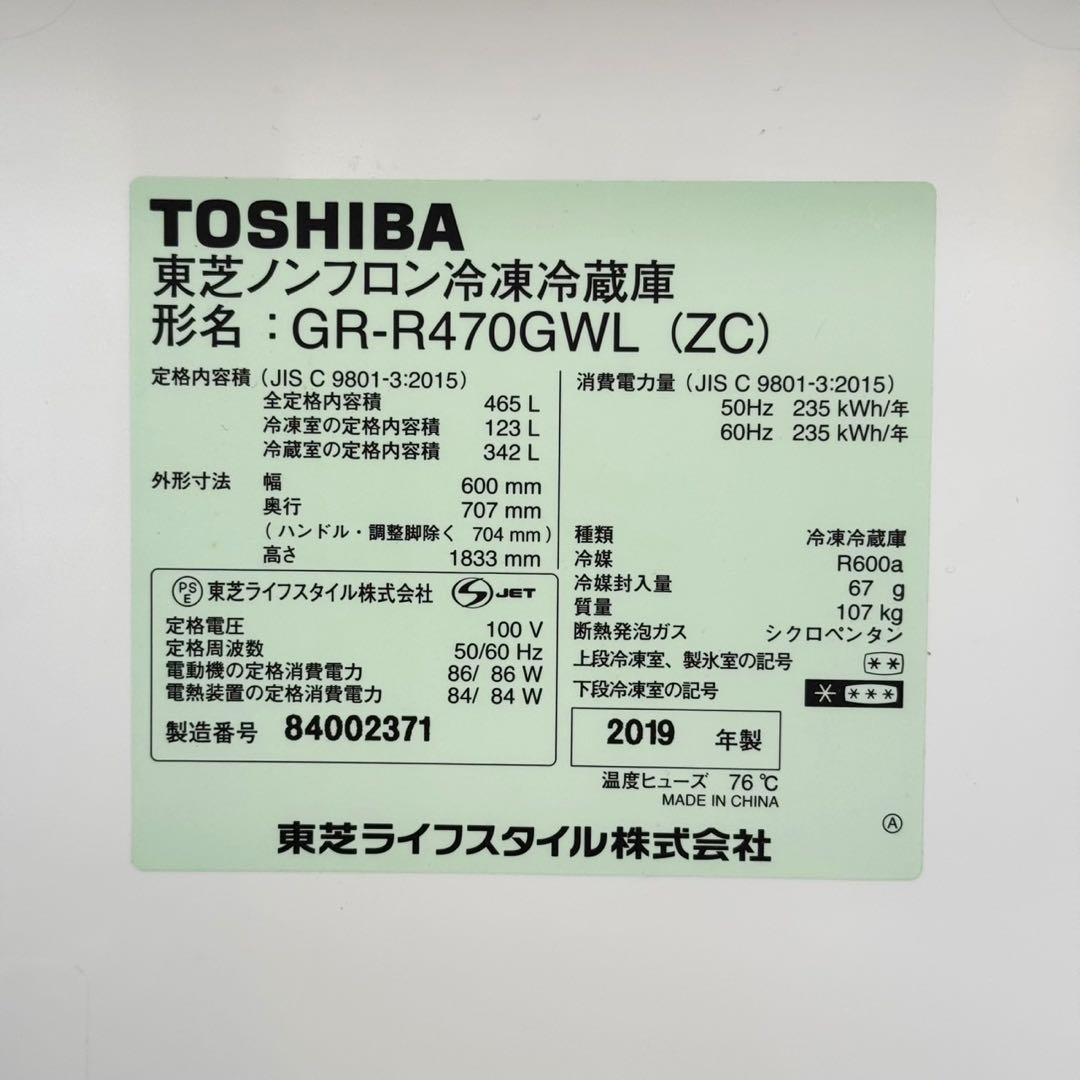 TOSHIBA
東芝ノンフロン冷凍冷蔵庫
形名：GR-R470GWL (ZC)
定格内容積 (JIS C 9801-3:2015)
全定格内容積 465 L
冷凍室の定格内容積 123 L
冷蔵室の定格内容積 342 L
外形寸法 幅 600 mm
奥行 707 mm
(ハンドル・調整脚除く 704 mm)
高さ 1833 mm
PSE 東芝ライフスタイル株式会社 S JET
定格電圧 100 V
定格周波数 50/60 Hz
電動機の定格消費電力 86/ 86 W
電熱装置の定格消費電力 84/ 84 W
製造番号 84002371
消費電力量 (JIS C 9801-3:2015)
50Hz 235 kWh/年
60Hz 235 kWh/年
種類 冷凍冷蔵庫
冷媒 R600a
冷媒封入量 67 g
質量 107 kg
断熱発泡ガス シクロペンタン
上段冷凍室、製氷室の記号 **
下段冷凍室の記号 * ***
2019 年製
温度ヒューズ 76℃
MADE IN CHINA
Ⓐ
東芝ライフスタイル株式会社